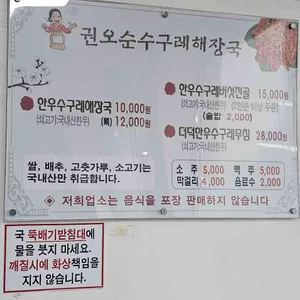 권오순수구레해장국
한우수구레해장국 10,000원
(쇠고기:국내산한우) (특) 12,000원
한우수구레버섯전골 15,000원
(쇠고기:국내산한우) (2인분 이상 주문)
(솥밥 2,000)
더덕한우수구레무침 28,000원
(쇠고기:국내산한우)
쌀, 배추, 고춧가루, 소고기는
국내산만 취급합니다.
소 주 5,000 맥 주 5,000
막걸리 4,000 음료수 2,000
저희업소는 음식을 포장 판매하지 않습니다
국 뚝배기받침대에
물을 붓지 마세요.
깨질시에 화상책임을
지지 않습니다.